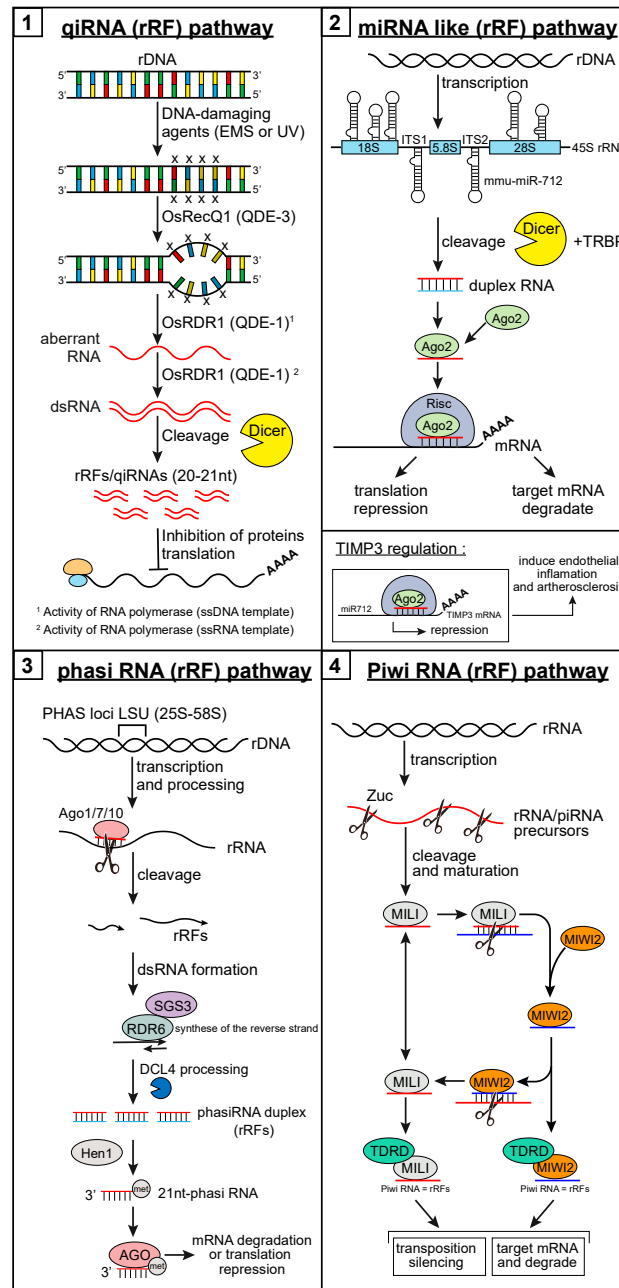 1
qiRNA (rRF) pathway
rDNA
5' 3'
3' 5'
DNA-damaging
agents (EMS or UV)
x x x x
5' 3'
3' 5'
x x x x
OsRecQ1 (QDE-3)
x x x x
5' 3'
3' 5'
x x x x
OsRDR1 (QDE-1)¹
aberrant
RNA
OsRDR1 (QDE-1) ²
dsRNA
Cleavage
Dicer
rRFs/qiRNAs (20-21nt)
Inhibition of proteins
translation
AAAA
¹ Activity of RNA polymerase (ssDNA template)
² Activity of RNA polymerase (ssRNA template)
2
miRNA like (rRF) pathway
rDNA
transcription
ITS1 ITS2
18S 5.8S 28S 45S rRN
mmu-miR-712
cleavage
Dicer
+TRBP
duplex RNA
Ago2
Ago2
Risc
Ago2
AAAA
mRNA
translation
repression
target mRNA
degradate
TIMP3 regulation :
induce endothelial
inflamation
and artherosclerosis
Ago2
AAAA
miR712
TIMP3 mRNA
repression
3
phasi RNA (rRF) pathway
PHAS loci LSU (25S-58S)
rDNA
transcription
and processing
Ago1/7/10
rRNA
cleavage
rRFs
dsRNA formation
SGS3
RDR6
synthese of the reverse strand
DCL4 processing
phasiRNA duplex
(rRFs)
Hen1
met
3' 21nt-phasi RNA
AGO
met
3'
mRNA degradation
or translation
repression
4
Piwi RNA (rRF) pathway
rRNA
transcription
Zuc
rRNA/piRNA
precursors
cleavage
and maturation
MILI
MILI
MIWI2
MIWI2
MILI
MIWI2
TDRD
MILI
Piwi RNA = rRFs
TDRD
MIWI2
Piwi RNA = rRFs
transposition
silencing
target mRNA
and degrade